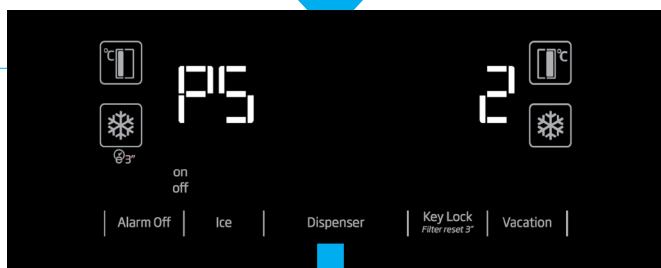 °C
°C
PS 2
3"
on
off
Alarm Off Ice Dispenser Key Lock Vacation
Filter reset 3"